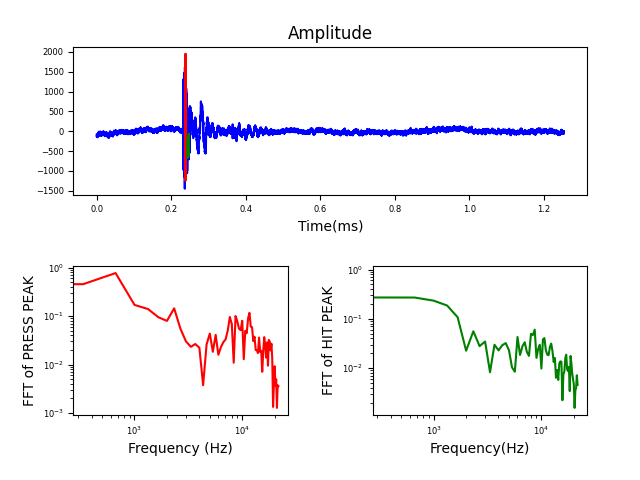 Amplitude
2000
1500
1000
500
0
−500
−1000
−1500
0.0 0.2 0.4 0.6 0.8 1.0 1.2
Time(ms)
FFT of PRESS PEAK
10⁰
10⁻¹
10⁻²
10⁻³
10³ 10⁴
Frequency (Hz)
FFT of HIT PEAK
10⁰
10⁻¹
10⁻²
10³ 10⁴
Frequency(Hz)